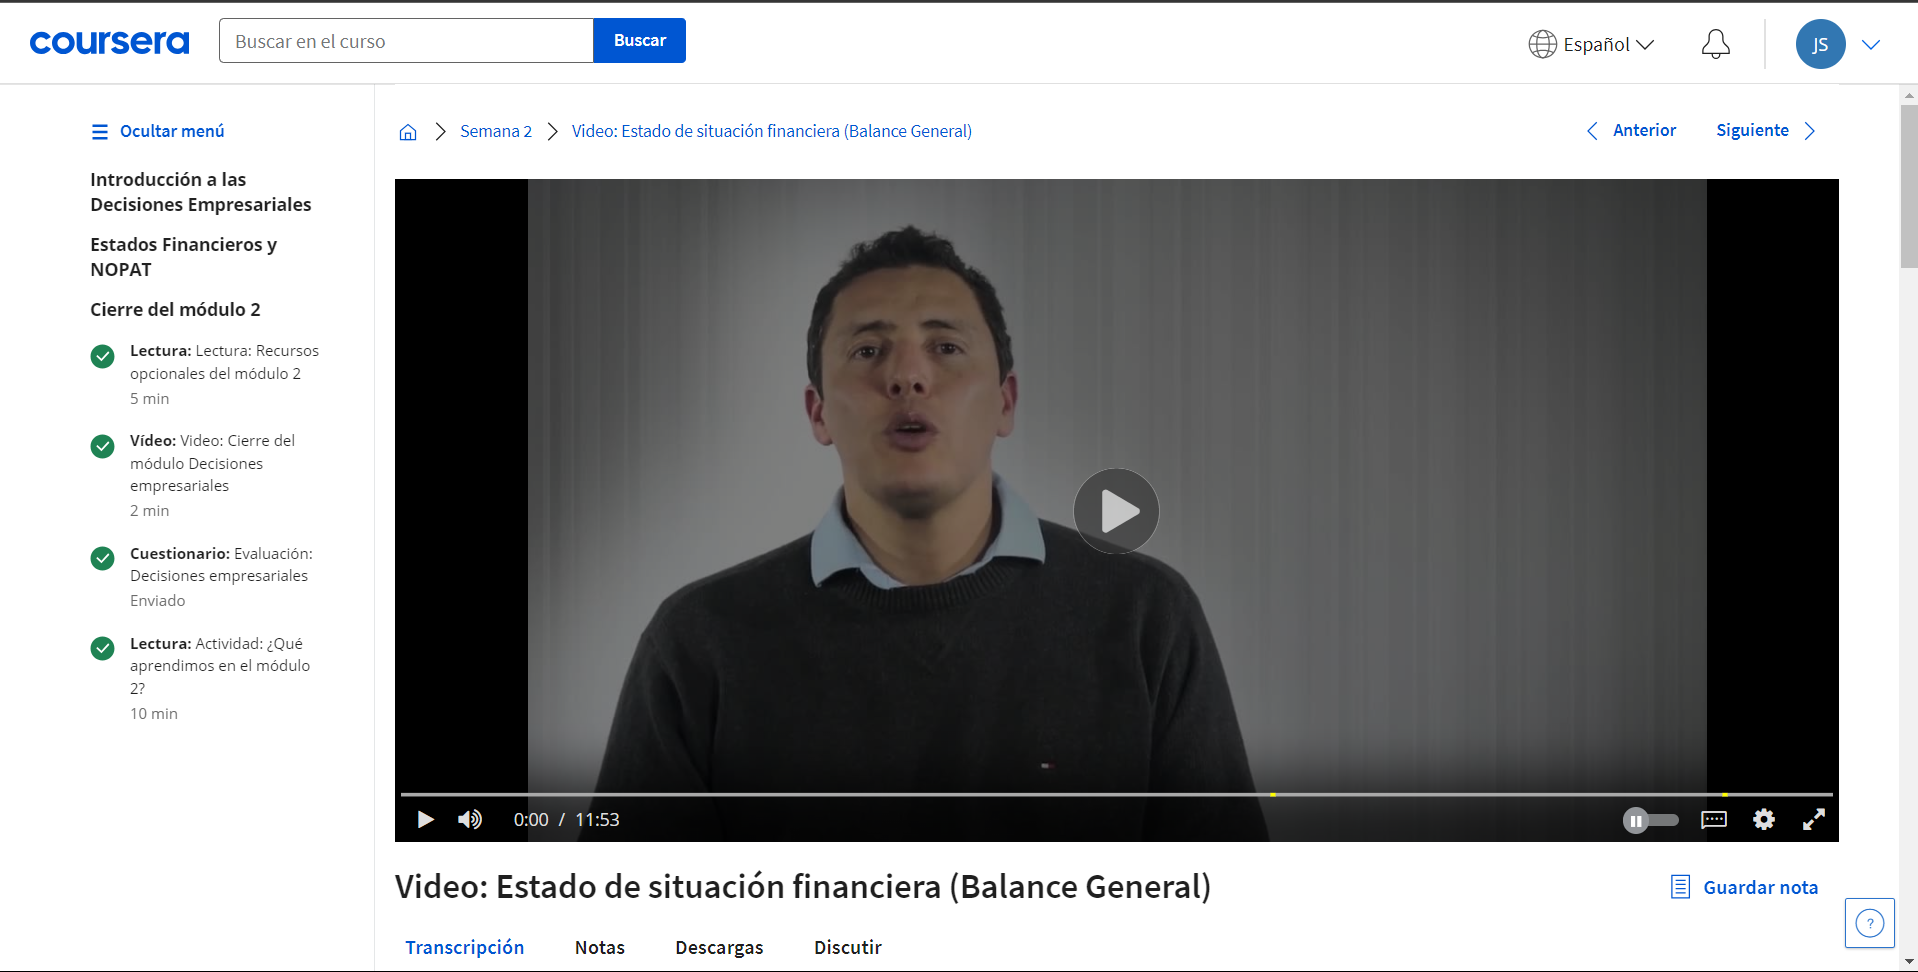 coursera
Buscar en el curso
Buscar
Español
JS
Ocultar menú
Introducción a las
Decisiones Empresariales
Estados Financieros y
NOPAT
Cierre del módulo 2
Lectura: Lectura: Recursos
opcionales del módulo 2
5 min
Vídeo: Video: Cierre del
módulo Decisiones
empresariales
2 min
Cuestionario: Evaluación:
Decisiones empresariales
Enviado
Lectura: Actividad: ¿Qué
aprendimos en el módulo
2?
10 min
Semana 2
Video: Estado de situación financiera (Balance General)
Anterior
Siguiente
0:00 / 11:53
Video: Estado de situación financiera (Balance General)
Guardar nota
?
Transcripción
Notas
Descargas
Discutir